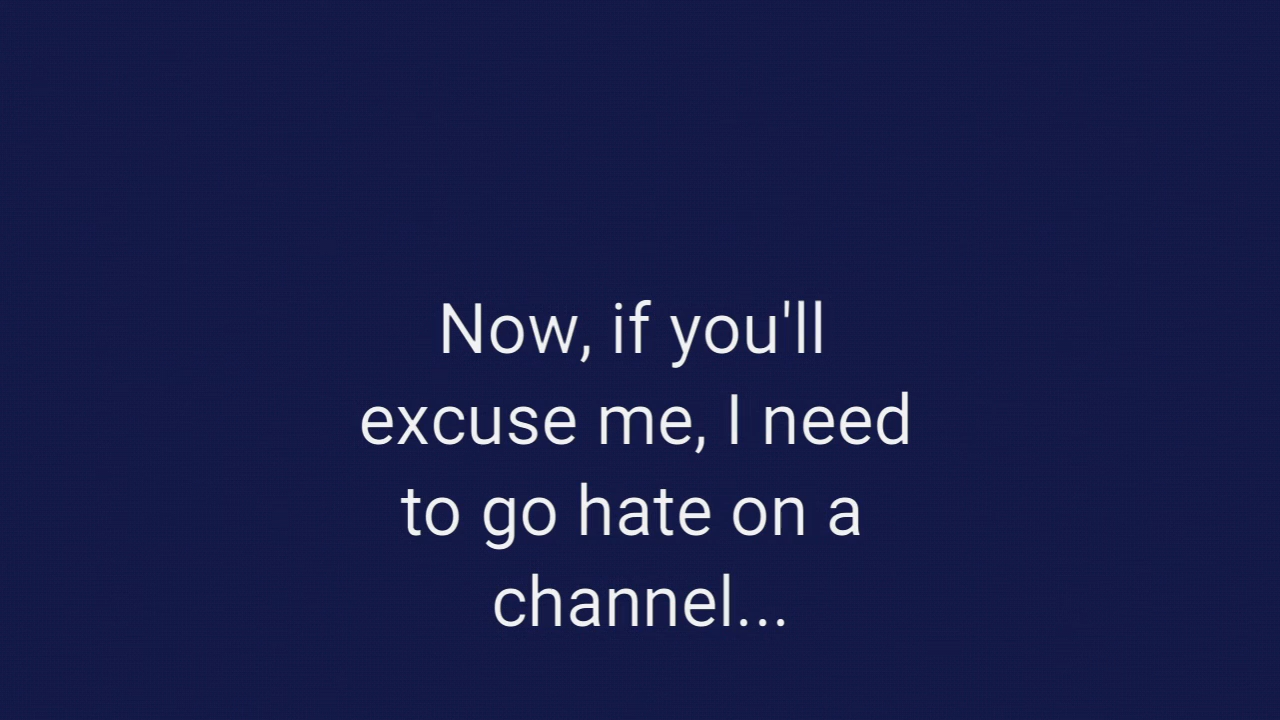 Now, if you'll
excuse me, I need
to go hate on a
channel...